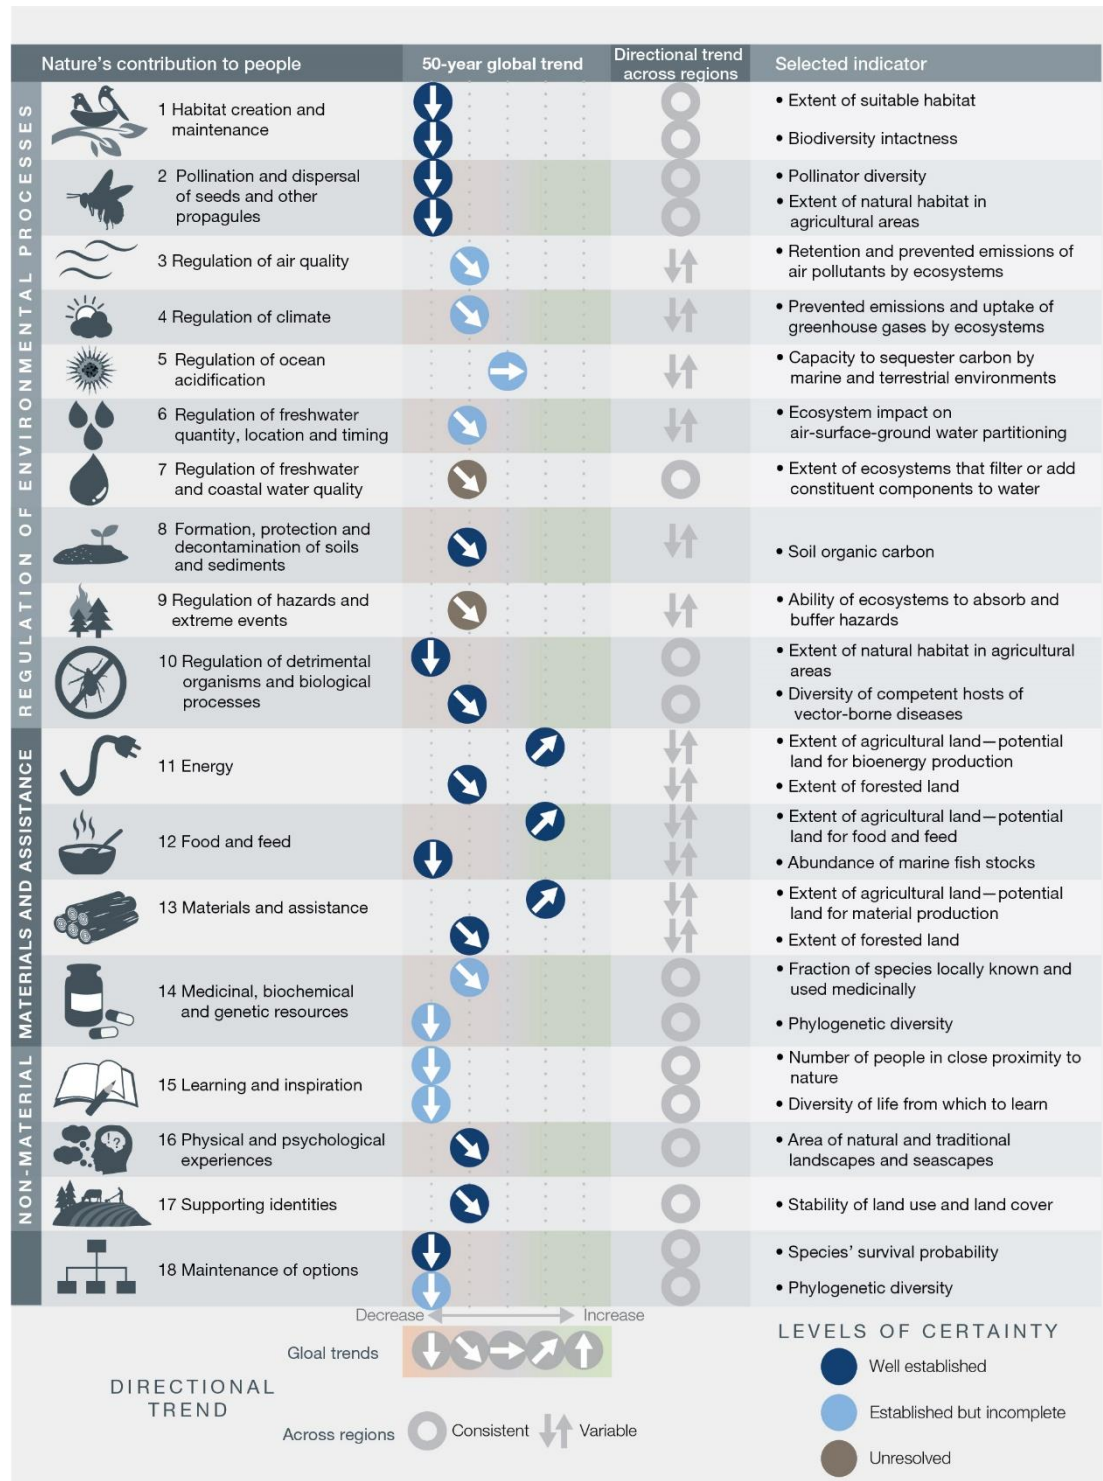 Nature's contribution to people
50-year global trend
Directional trend
across regions
Selected indicator
REGULATION OF ENVIRONMENTAL PROCESSES
1 Habitat creation and
maintenance
• Extent of suitable habitat
• Biodiversity intactness
2 Pollination and dispersal
of seeds and other
propagules
• Pollinator diversity
• Extent of natural habitat in
agricultural areas
3 Regulation of air quality
• Retention and prevented emissions of
air pollutants by ecosystems
4 Regulation of climate
• Prevented emissions and uptake of
greenhouse gases by ecosystems
5 Regulation of ocean
acidification
• Capacity to sequester carbon by
marine and terrestrial environments
6 Regulation of freshwater
quantity, location and timing
• Ecosystem impact on
air-surface-ground water partitioning
7 Regulation of freshwater
and coastal water quality
• Extent of ecosystems that filter or add
constituent components to water
8 Formation, protection and
decontamination of soils
and sediments
• Soil organic carbon
9 Regulation of hazards and
extreme events
• Ability of ecosystems to absorb and
buffer hazards
10 Regulation of detrimental
organisms and biological
processes
• Extent of natural habitat in agricultural
areas
• Diversity of competent hosts of
vector-borne diseases
MATERIALS AND ASSISTANCE
11 Energy
• Extent of agricultural land—potential
land for bioenergy production
• Extent of forested land
12 Food and feed
• Extent of agricultural land—potential
land for food and feed
• Abundance of marine fish stocks
13 Materials and assistance
• Extent of agricultural land—potential
land for material production
• Extent of forested land
14 Medicinal, biochemical
and genetic resources
• Fraction of species locally known and
used medicinally
• Phylogenetic diversity
NON-MATERIAL
15 Learning and inspiration
• Number of people in close proximity to
nature
• Diversity of life from which to learn
16 Physical and psychological
experiences
!?
• Area of natural and traditional
landscapes and seascapes
17 Supporting identities
• Stability of land use and land cover
18 Maintenance of options
• Species' survival probability
• Phylogenetic diversity
Decrease
Increase
Gloal trends
DIRECTIONAL
TREND
Across regions
Consistent
Variable
LEVELS OF CERTAINTY
Well established
Established but incomplete
Unresolved